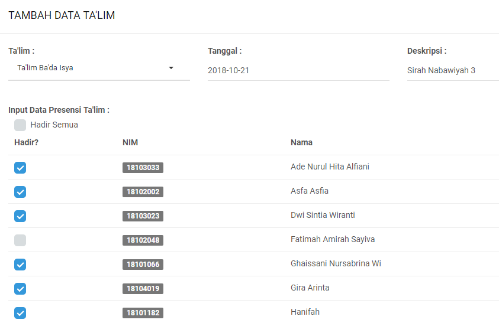 TAMBAH DATA TA'LIM
Ta'lim : Tanggal : Deskripsi :
Ta'lim Ba'da Isya 2018-10-21 Sirah Nabawiyah 3
Input Data Presensi Ta'lim :
Hadir Semua
Hadir? NIM Nama
18103033 Ade Nurul Hita Alfiani
18102002 Asfa Asfia
18103023 Dwi Sintia Wiranti
18102048 Fatimah Amirah Sayiva
18101066 Ghaissani Nursabrina Wi
18104019 Gira Arinta
18101182 Hanifah